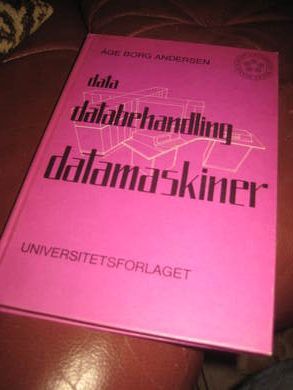 ÅGE BORG ANDERSEN
data
databehandling
datamaskiner
UNIVERSITETSFORLAGET